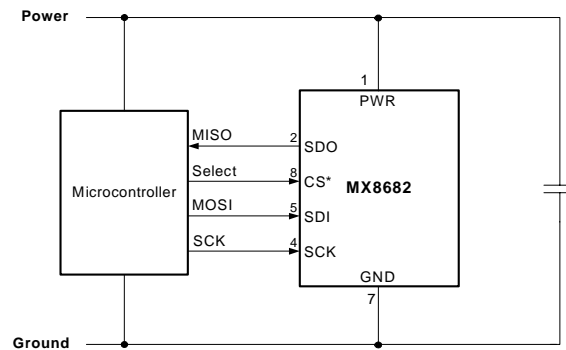 Power
1
PWR
MISO
2
SDO
Select
8
CS*
MX8682
Microcontroller
MOSI
5
SDI
SCK
4
SCK
GND
7
Ground